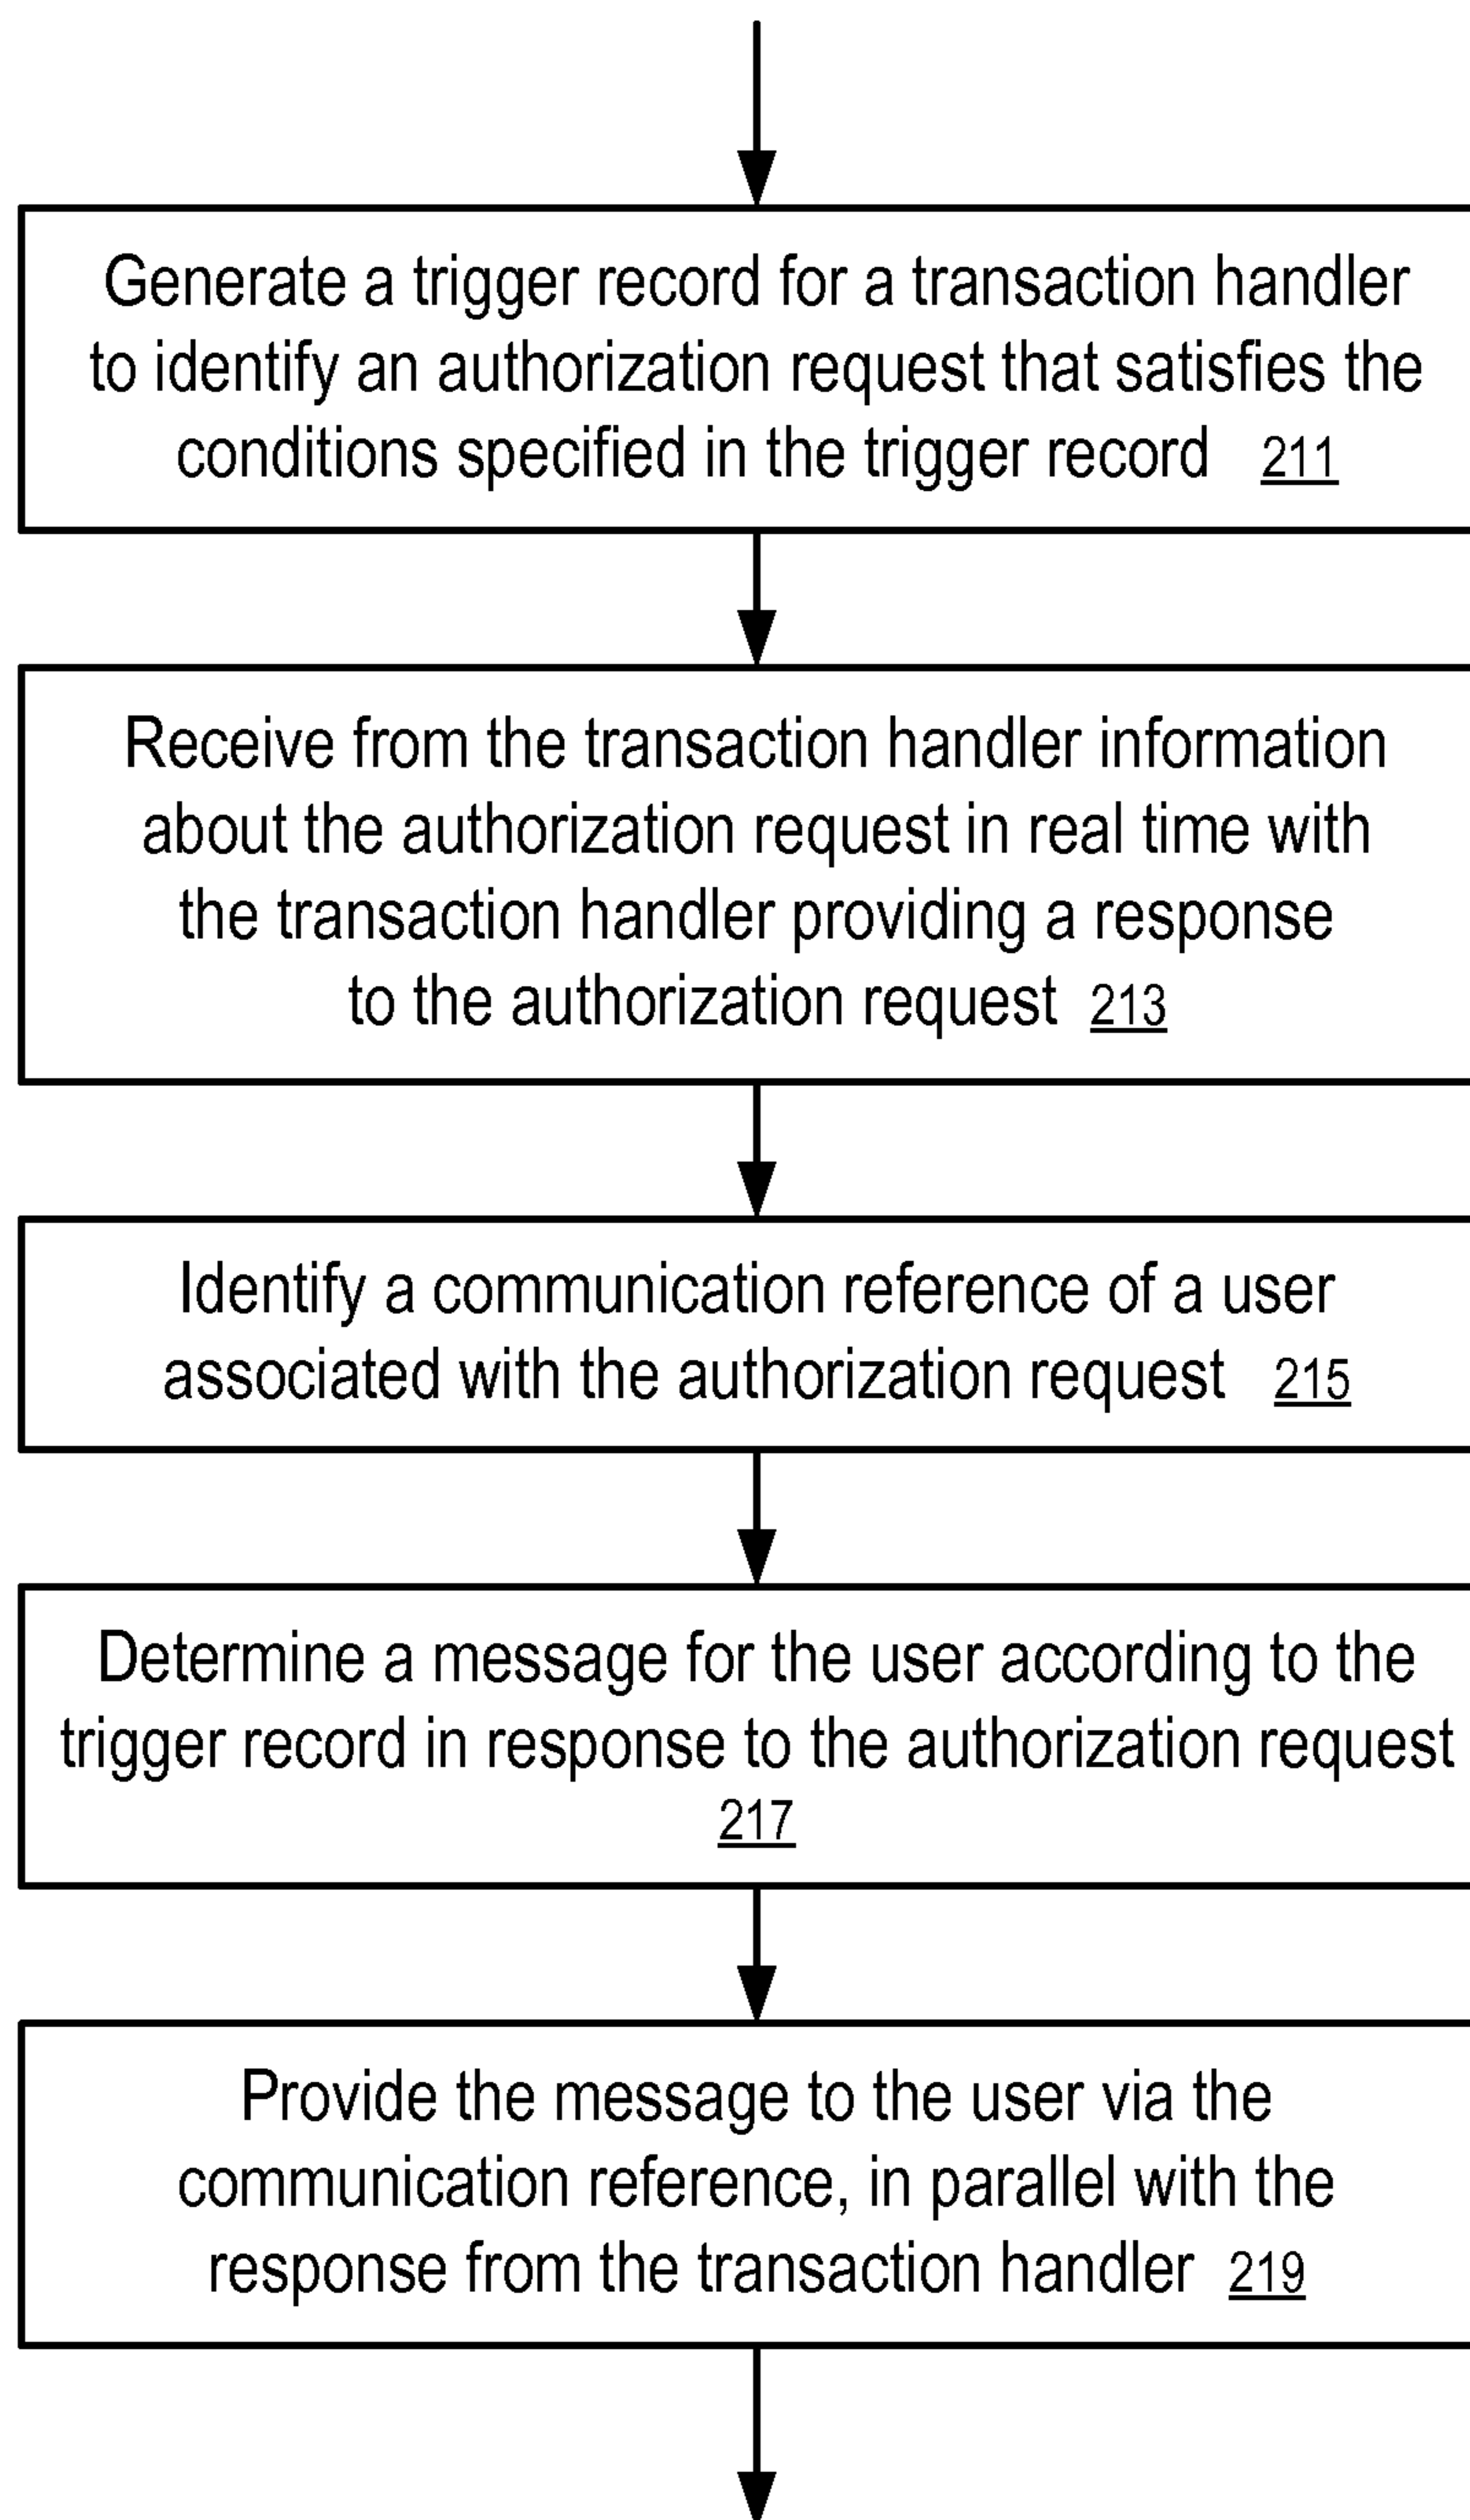 Generate a trigger record for a transaction handler
to identify an authorization request that satisfies the
conditions specified in the trigger record 211
Receive from the transaction handler information
about the authorization request in real time with
the transaction handler providing a response
to the authorization request 213
Identify a communication reference of a user
associated with the authorization request 215
Determine a message for the user according to the
trigger record in response to the authorization request
217
Provide the message to the user via the
communication reference, in parallel with the
response from the transaction handler 219